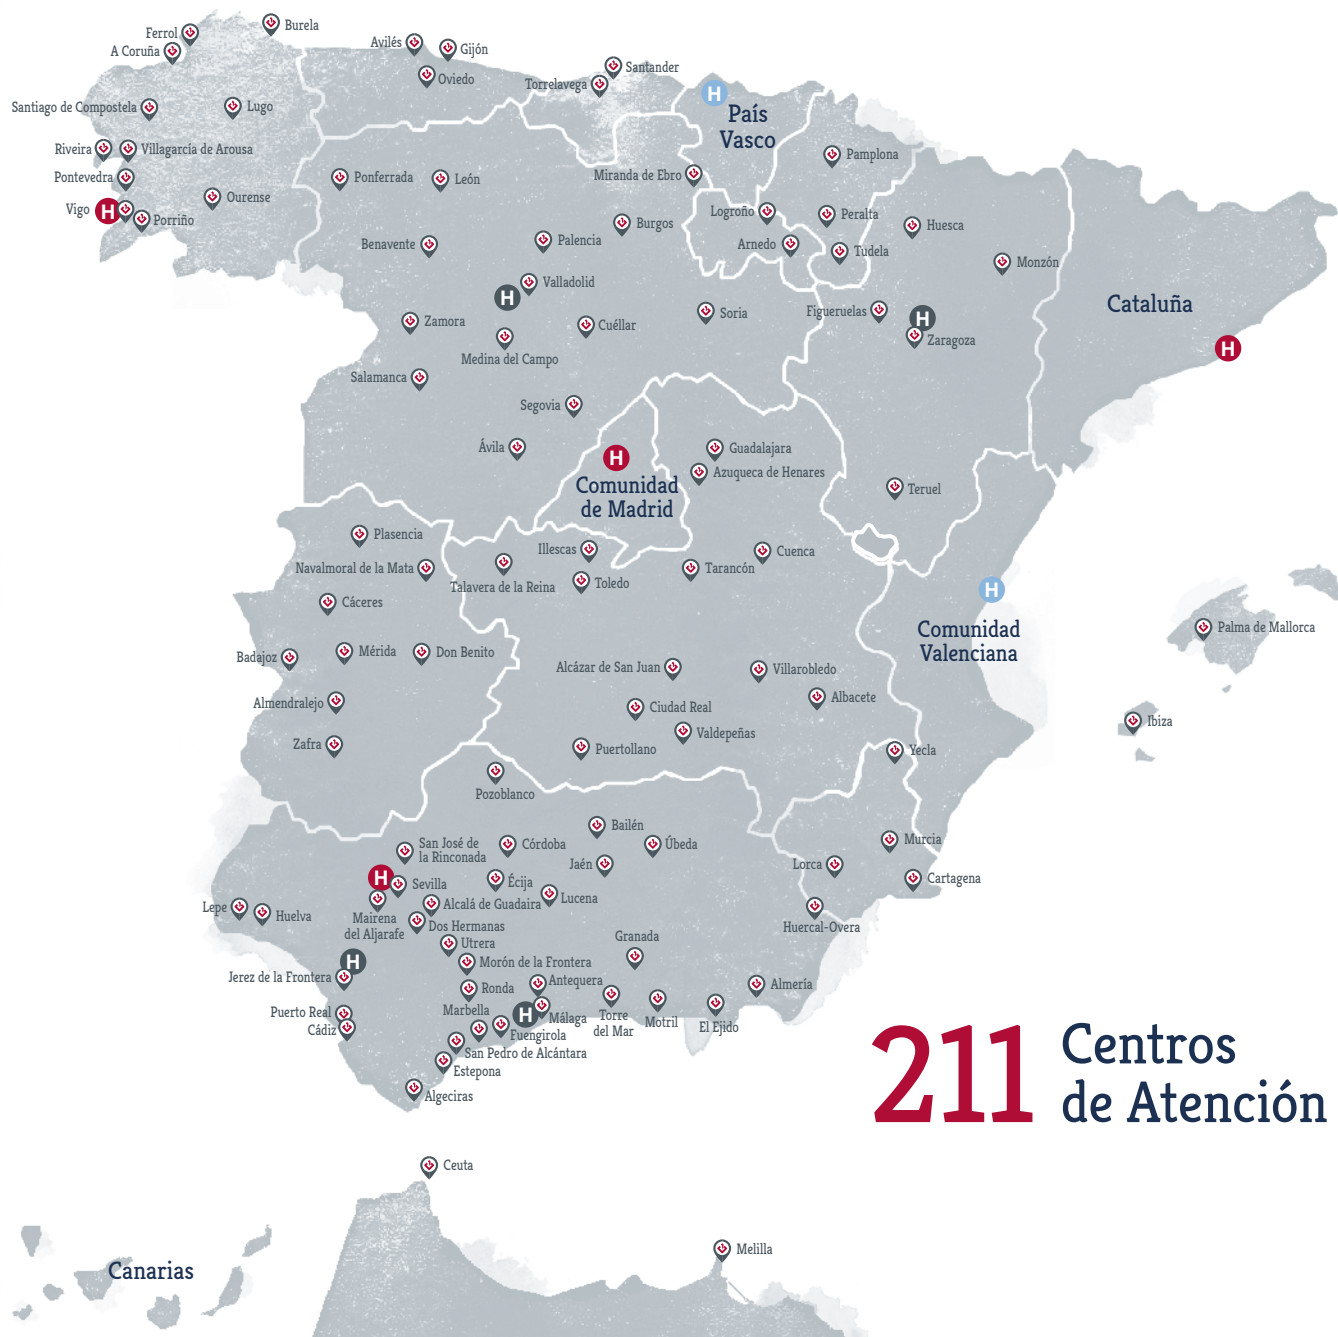 Burela
Ferrol
A Coruña
Avilés
Gijón
Oviedo
Santander
Torrelavega
Santiago de Compostela
Lugo
H
País
Vasco
Riveira
Villagarcía de Arousa
Pamplona
Pontevedra
Ponferrada
León
Miranda de Ebro
Ourense
Vigo
H
Porriño
Logroño
Peralta
Burgos
Huesca
Benavente
Palencia
Arnedo
Tudela
Monzón
Valladolid
H
Cataluña
Zamora
Cuéllar
Soria
Figueruelas
H
Zaragoza
H
Medina del Campo
Salamanca
Segovia
Ávila
H
Comunidad
de Madrid
Guadalajara
Azuqueca de Henares
Teruel
Plasencia
Illescas
Cuenca
Navalmoral de la Mata
Talavera de la Reina
Toledo
Tarancón
H
Comunidad
Valenciana
Cáceres
Palma de Mallorca
Badajoz
Mérida
Don Benito
Alcázar de San Juan
Villarobledo
Almendralejo
Ciudad Real
Albacete
Ibiza
Zafra
Puertollano
Valdepeñas
Yecla
Pozoblanco
Bailén
San José de
la Rinconada
Córdoba
Úbeda
Murcia
Jaén
Lorca
H
Sevilla
Écija
Cartagena
Lucena
Alcalá de Guadaira
Lepe
Huelva
Mairena
del Aljarafe
Dos Hermanas
Huercal-Overa
Utrera
Granada
H
Jerez de la Frontera
Morón de la Frontera
Antequera
Ronda
Almería
Puerto Real
Marbella
H
Málaga
Torre
del Mar
Motril
El Ejido
Cádiz
Fuengirola
San Pedro de Alcántara
Estepona
Algeciras
211
Centros
de Atención
Ceuta
Melilla
Canarias